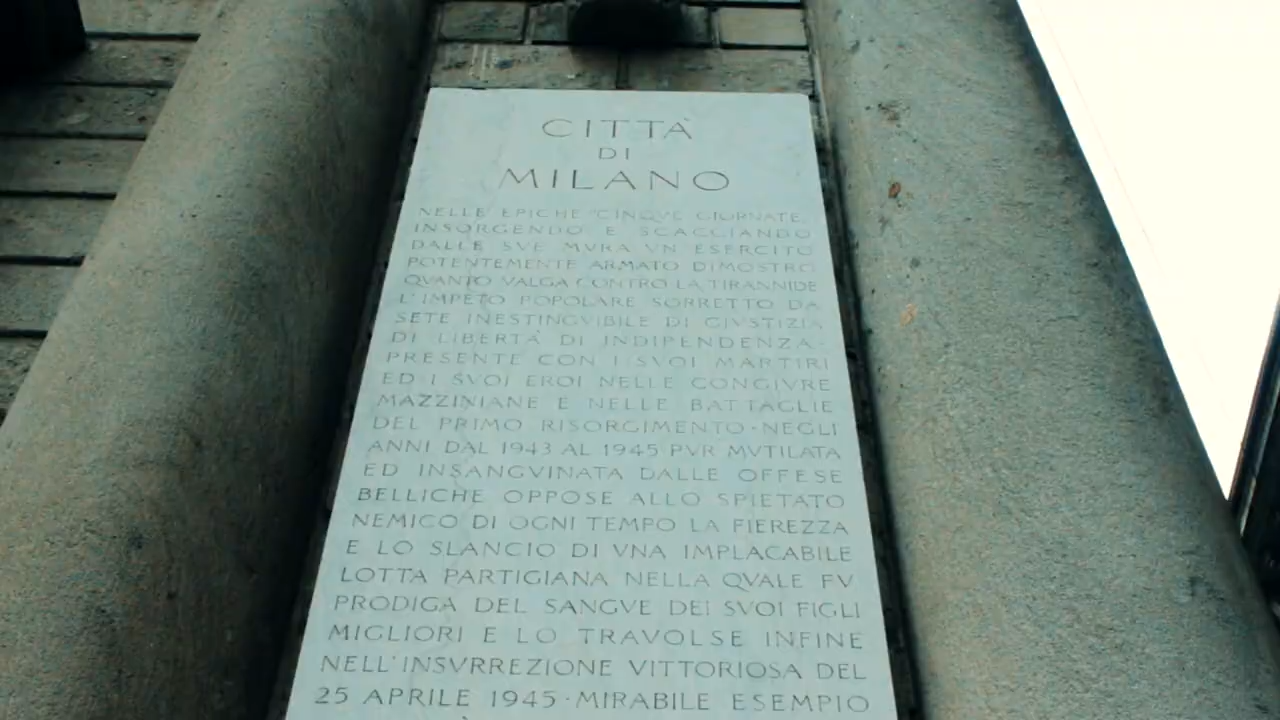 CITTÀ
DI
MILANO
NELLE EPICHE "CINQVE GIORNATE,
INSORGENDO E SCACCIANDO
DALLE SVE MVRA VN ESERCITO
POTENTEMENTE ARMATO DIMOSTRO
QVANTO VALGA CONTRO LA TIRANNIDE
L'IMPETO POPOLARE SORRETTO DA
SETE INESTINGVIBILE DI GIVSTIZIA
DI LIBERTÀ DI INDIPENDENZA·
PRESENTE CON I SVOI MARTIRI
ED I SVOI EROI NELLE CONGIVRE
MAZZINIANE E NELLE BATTAGLIE
DEL PRIMO RISORGIMENTO·NEGLI
ANNI DAL 1943 AL 1945 PVR MVTILATA
ED INSANGVINATA DALLE OFFESE
BELLICHE OPPOSE ALLO SPIETATO
NEMICO DI OGNI TEMPO LA FIEREZZA
E LO SLANCIO DI VNA IMPLACABILE
LOTTA PARTIGIANA NELLA QVALE FV
PRODIGA DEL SANGVE DEI SVOI FIGLI
MIGLIORI E LO TRAVOLSE INFINE
NELL'INSVRREZIONE VITTORIOSA DEL
25 APRILE 1945·MIRABILE ESEMPIO